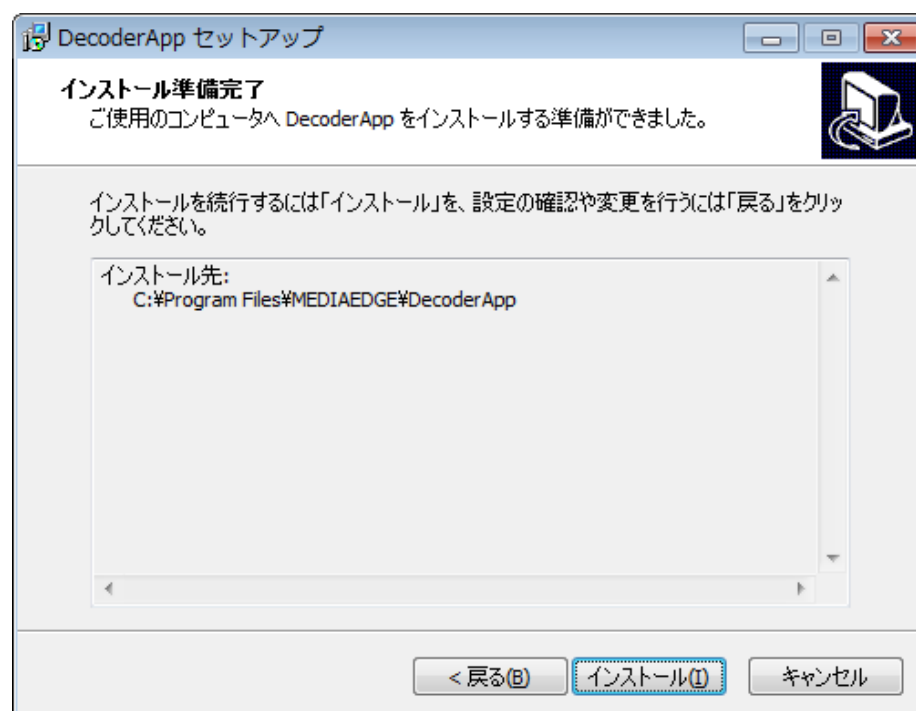 DecoderApp セットアップ
インストール準備完了
ご使用のコンピュータへ DecoderApp をインストールする準備ができました。
インストールを続行するには「インストール」を、設定の確認や変更を行うには「戻る」をクリッ
クしてください。
インストール先:
C:¥Program Files¥MEDIAEDGE¥DecoderApp
< 戻る(B)
インストール(I)
キャンセル